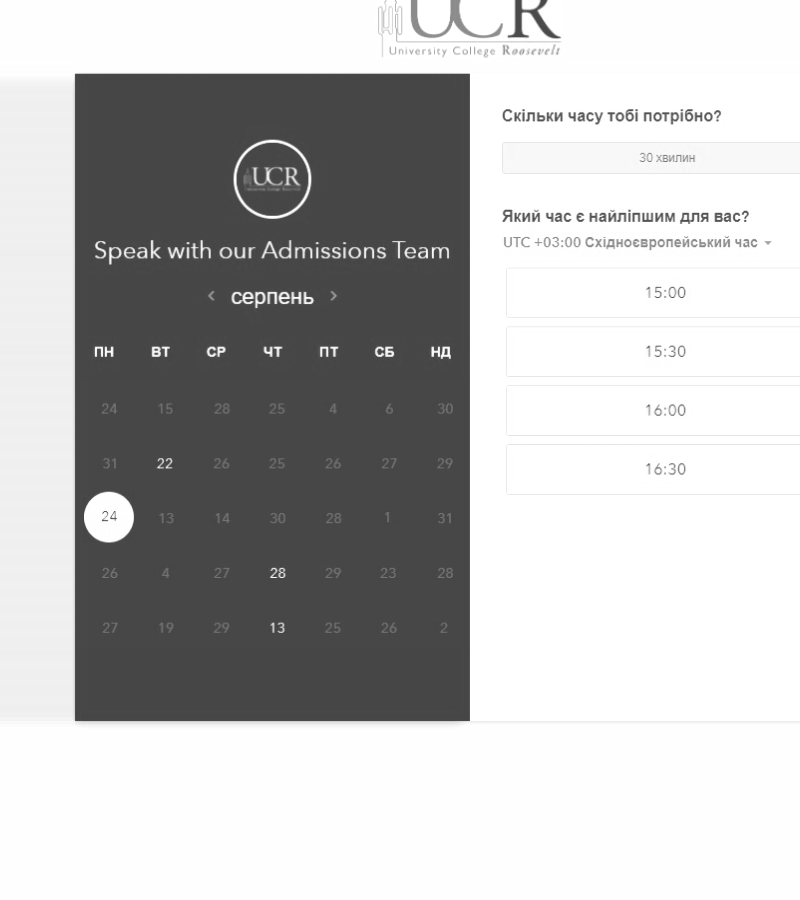 UCR
University College Roosevelt
UCR
Speak with our Admissions Team
серпень
ПН ВТ СР ЧТ ПТ СБ НД
24 15 28 25 4 6 30
31 22 26 25 26 27 29
24 13 14 30 28 1 31
26 4 27 28 29 23 28
27 19 29 13 25 26 2
Скільки часу тобі потрібно?
30 хвилин
Який час є найліпшим для вас?
UTC +03:00 Східноєвропейський час
15:00
15:30
16:00
16:30